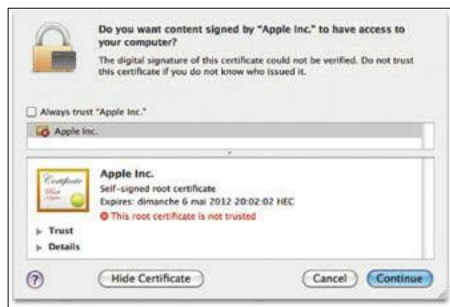 Do you want content signed by "Apple Inc." to have access to
your computer?
The digital signature of this certificate could not be verified. Do not trust
this certificate if you do not know who issued it.
Always trust "Apple Inc."
Apple Inc.
Certificate
Apple Inc.
Self-signed root certificate
Expires: dimanche 6 mai 2012 20:02:02 HEC
This root certificate is not trusted
Trust
Details
?
Hide Certificate
Cancel
Continue